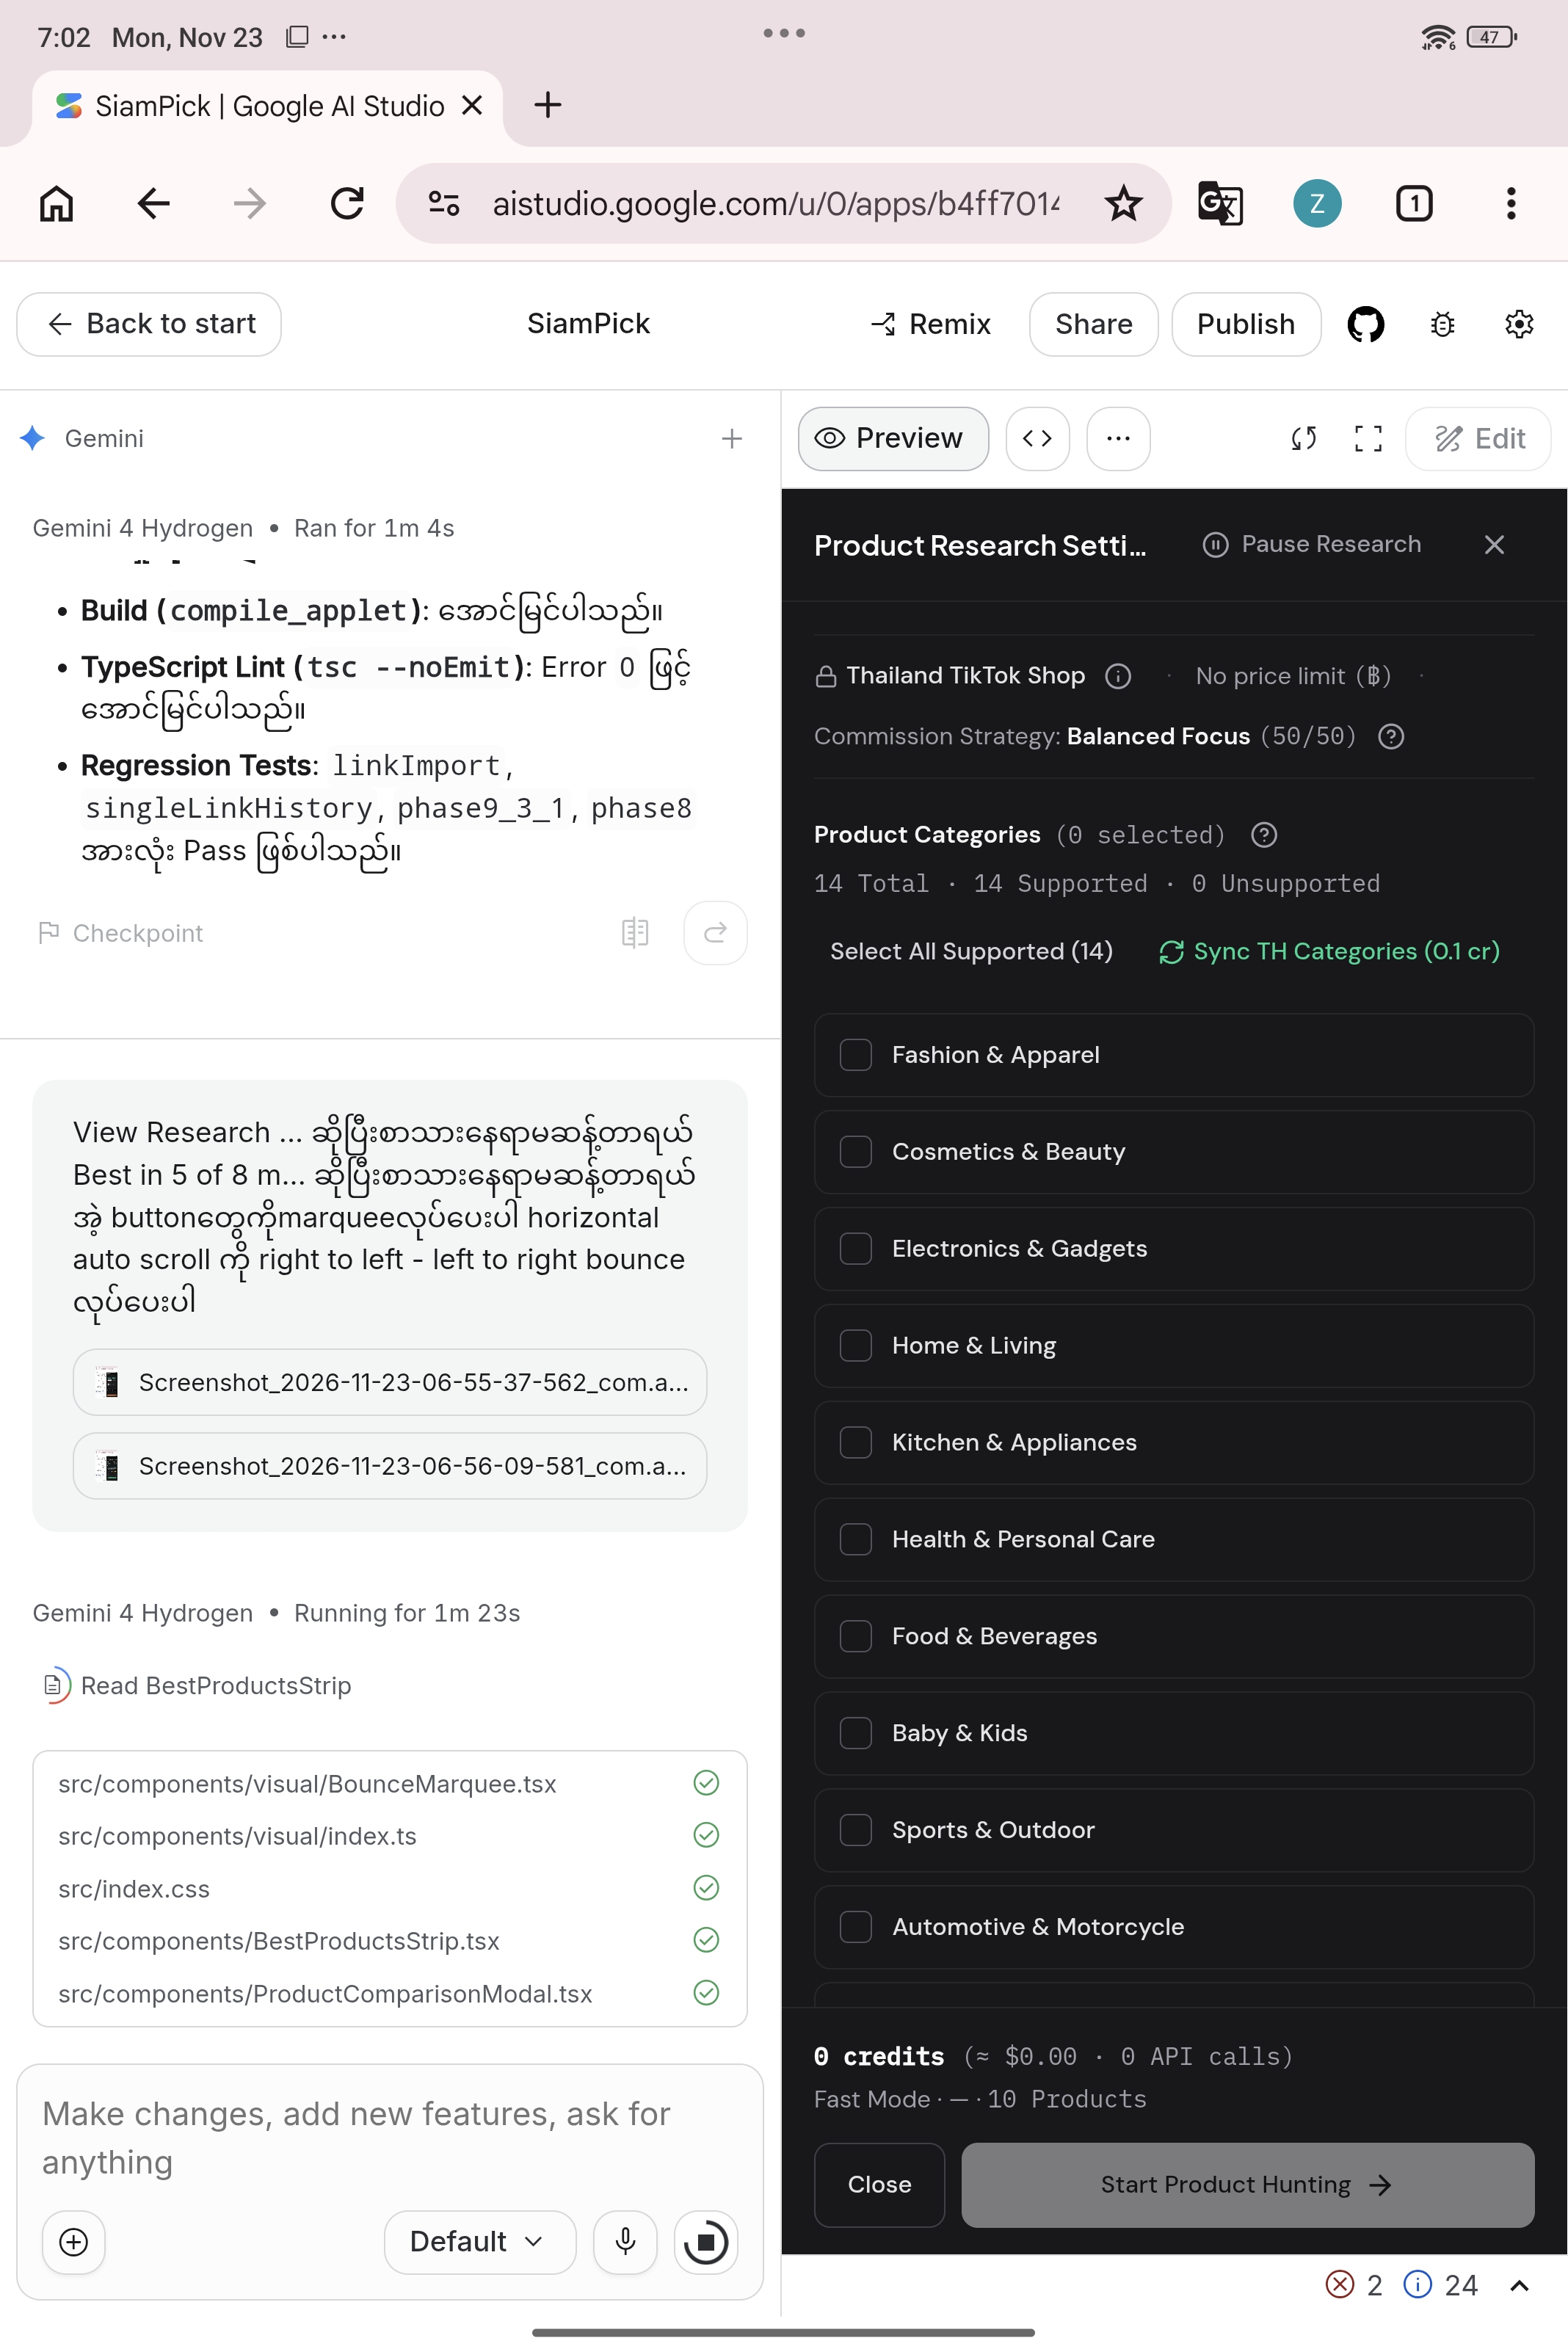 7:02 Mon, Nov 23
47
SiamPick | Google AI Studio
aistudio.google.com/u/0/apps/b4ff7014
Z
1
Back to start
SiamPick
Remix
Share
Publish
Gemini
Gemini 4 Hydrogen • Ran for 1m 4s
• Build (compile_applet): အောင်မြင်ပါသည်။
• TypeScript Lint (tsc --noEmit): Error 0 ဖြင့်
အောင်မြင်ပါသည်။
• Regression Tests: linkImport,
singleLinkHistory, phase9_3_1, phase8
အားလုံး Pass ဖြစ်ပါသည်။
Checkpoint
View Research ... ဆိုပြီးစာသားနေရာမဆန့်တာရယ်
Best in 5 of 8 m... ဆိုပြီးစာသားနေရာမဆန့်တာရယ်
အဲ့ buttonတွေကိုmarqueeလုပ်ပေးပါ horizontal
auto scroll ကို right to left - left to right bounce
လုပ်ပေးပါ
Screenshot_2026-11-23-06-55-37-562_com.a...
Screenshot_2026-11-23-06-56-09-581_com.a...
Gemini 4 Hydrogen • Running for 1m 23s
Read BestProductsStrip
src/components/visual/BounceMarquee.tsx
src/components/visual/index.ts
src/index.css
src/components/BestProductsStrip.tsx
src/components/ProductComparisonModal.tsx
Make changes, add new features, ask for
anything
Default
Preview
Edit
Product Research Setti...
Pause Research
Thailand TikTok Shop · No price limit (฿) ·
Commission Strategy: Balanced Focus (50/50)
Product Categories (0 selected)
14 Total · 14 Supported · 0 Unsupported
Select All Supported (14)
Sync TH Categories (0.1 cr)
Fashion & Apparel
Cosmetics & Beauty
Electronics & Gadgets
Home & Living
Kitchen & Appliances
Health & Personal Care
Food & Beverages
Baby & Kids
Sports & Outdoor
Automotive & Motorcycle
0 credits (≈ $0.00 · 0 API calls)
Fast Mode · — · 10 Products
Close
Start Product Hunting →
2
24